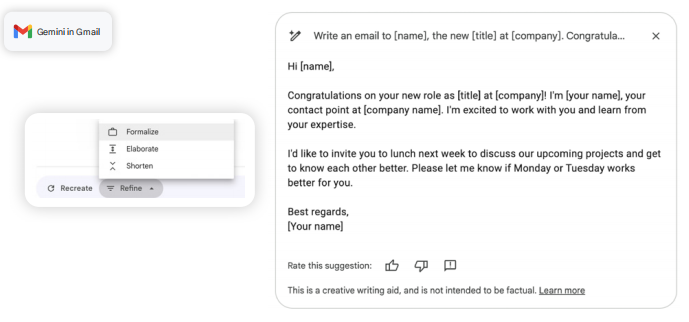 Gemini in Gmail
Formalize
Elaborate
Shorten
Recreate
Refine
Write an email to [name], the new [title] at [company]. Congratula...
Hi [name],
Congratulations on your new role as [title] at [company]! I'm [your name], your
contact point at [company name]. I'm excited to work with you and learn from
your expertise.
I'd like to invite you to lunch next week to discuss our upcoming projects and get
to know each other better. Please let me know if Monday or Tuesday works
better for you.
Best regards,
[Your name]
Rate this suggestion:
This is a creative writing aid, and is not intended to be factual. Learn more